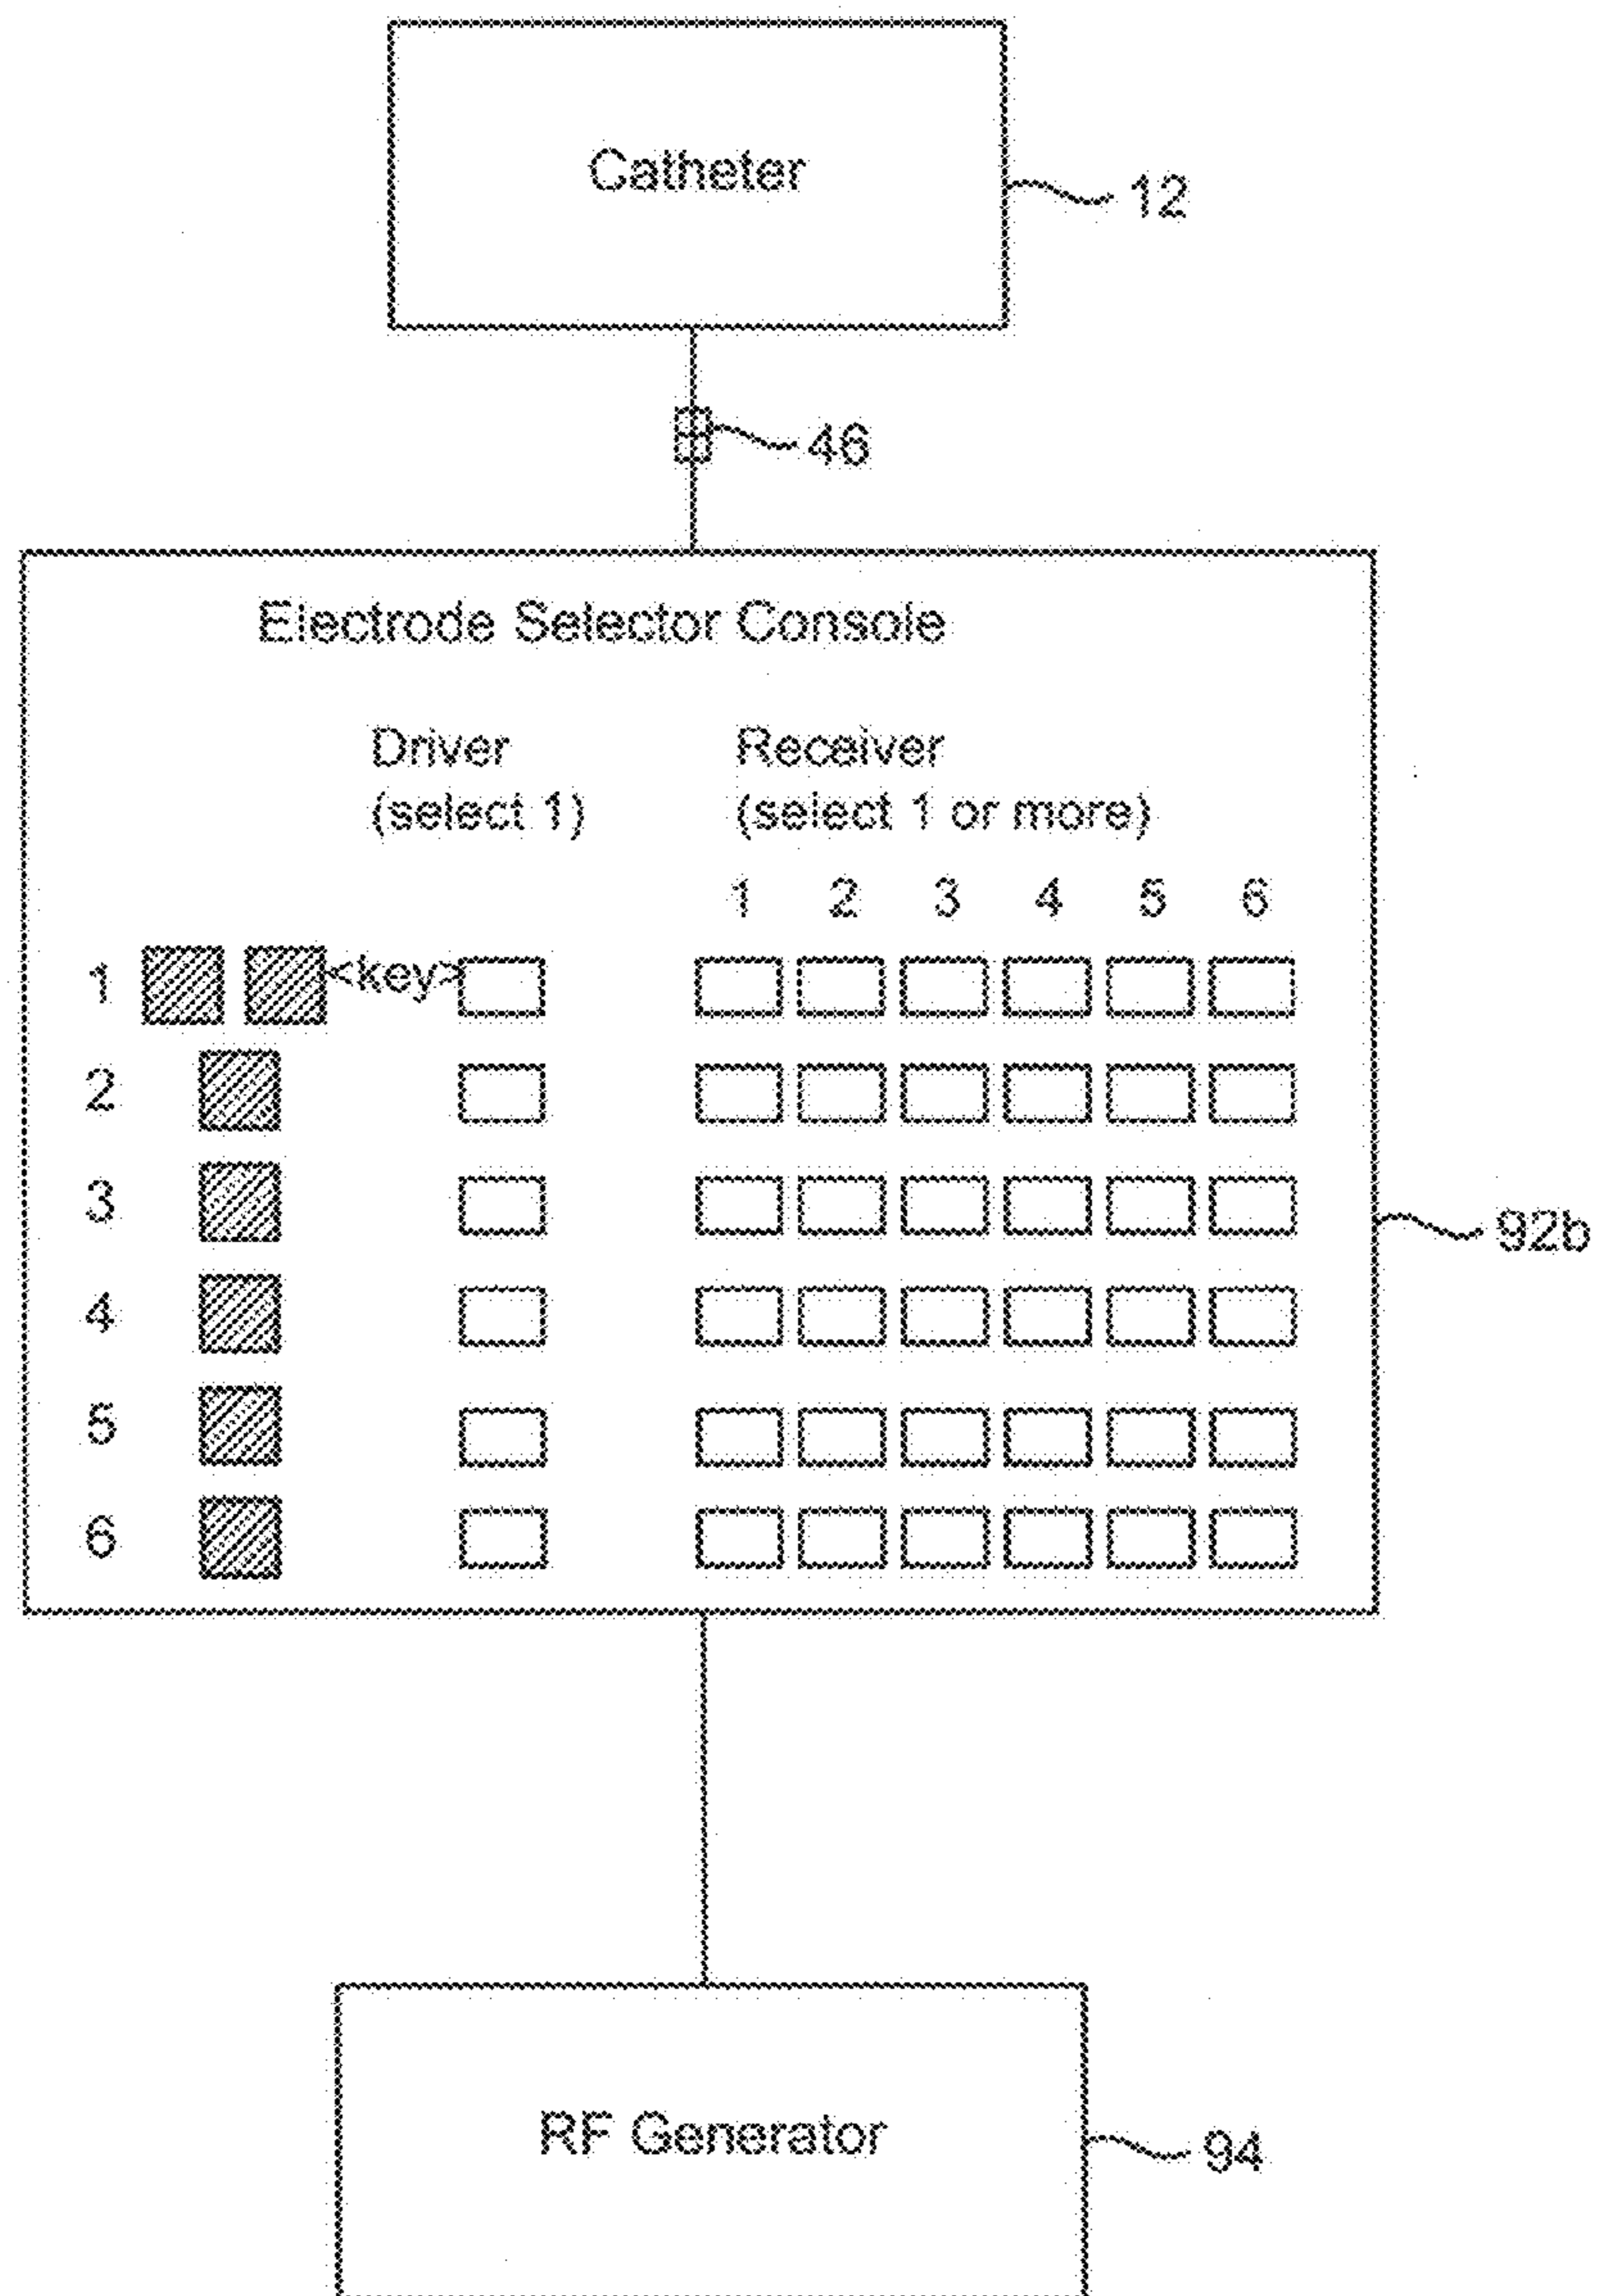 Catheter
12
46
Electrode Selector Console
Driver Receiver
(select 1) (select 1 or more)
1 2 3 4 5 6
1 <key>
2
3
92b
4
5
6
RF Generator
94